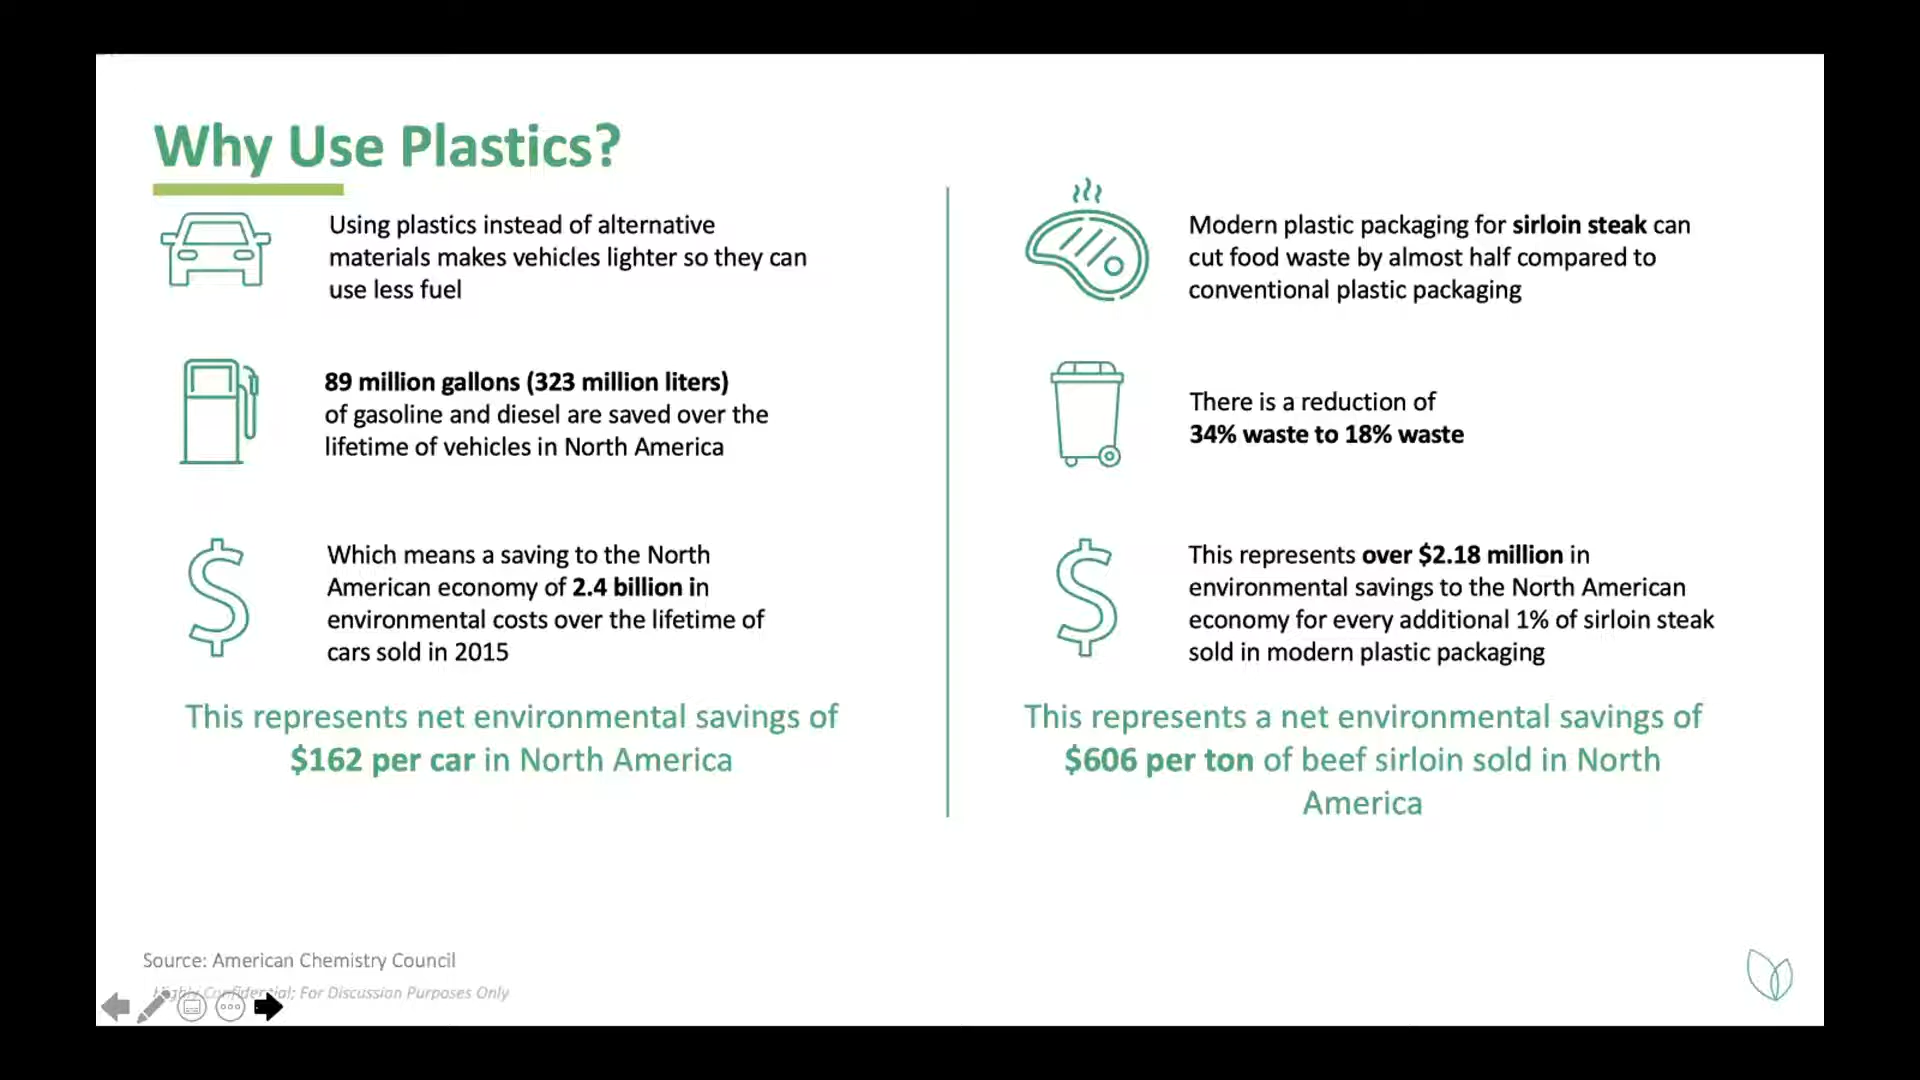 Why Use Plastics?
Using plastics instead of alternative
materials makes vehicles lighter so they can
use less fuel
89 million gallons (323 million liters)
of gasoline and diesel are saved over the
lifetime of vehicles in North America
Which means a saving to the North
American economy of 2.4 billion in
environmental costs over the lifetime of
cars sold in 2015
This represents net environmental savings of
$162 per car in North America
Modern plastic packaging for sirloin steak can
cut food waste by almost half compared to
conventional plastic packaging
There is a reduction of
34% waste to 18% waste
This represents over $2.18 million in
environmental savings to the North American
economy for every additional 1% of sirloin steak
sold in modern plastic packaging
This represents a net environmental savings of
$606 per ton of beef sirloin sold in North
America
Source: American Chemistry Council
Highly Confidential; For Discussion Purposes Only